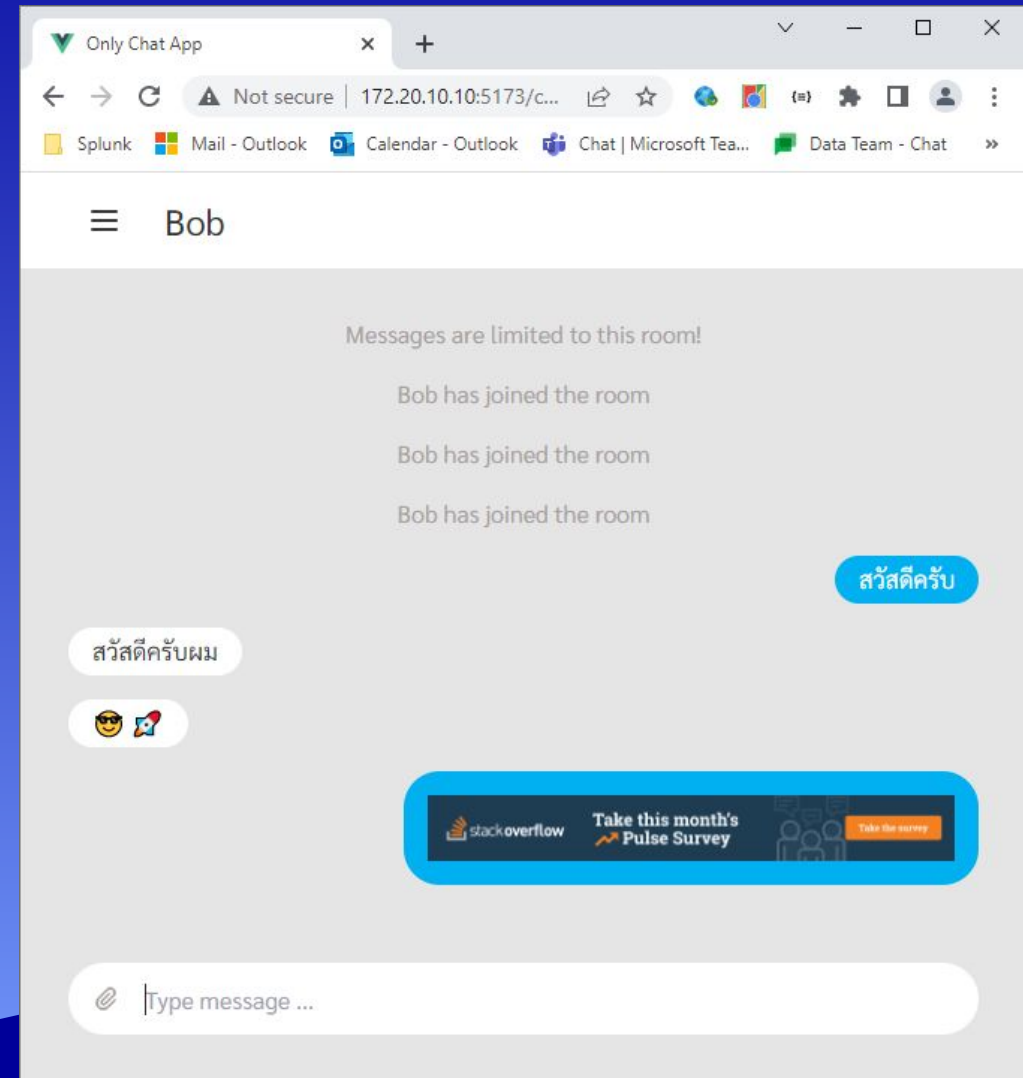 Only Chat App
Not secure | 172.20.10.10:5173/c...
Splunk Mail - Outlook Calendar - Outlook Chat | Microsoft Tea... Data Team - Chat »
Bob
Messages are limited to this room!
Bob has joined the room
Bob has joined the room
Bob has joined the room
สวัสดีครับ
สวัสดีครับผม
😎 🚀
stackoverflow Take this month's Pulse Survey Take the survey
Type message ...